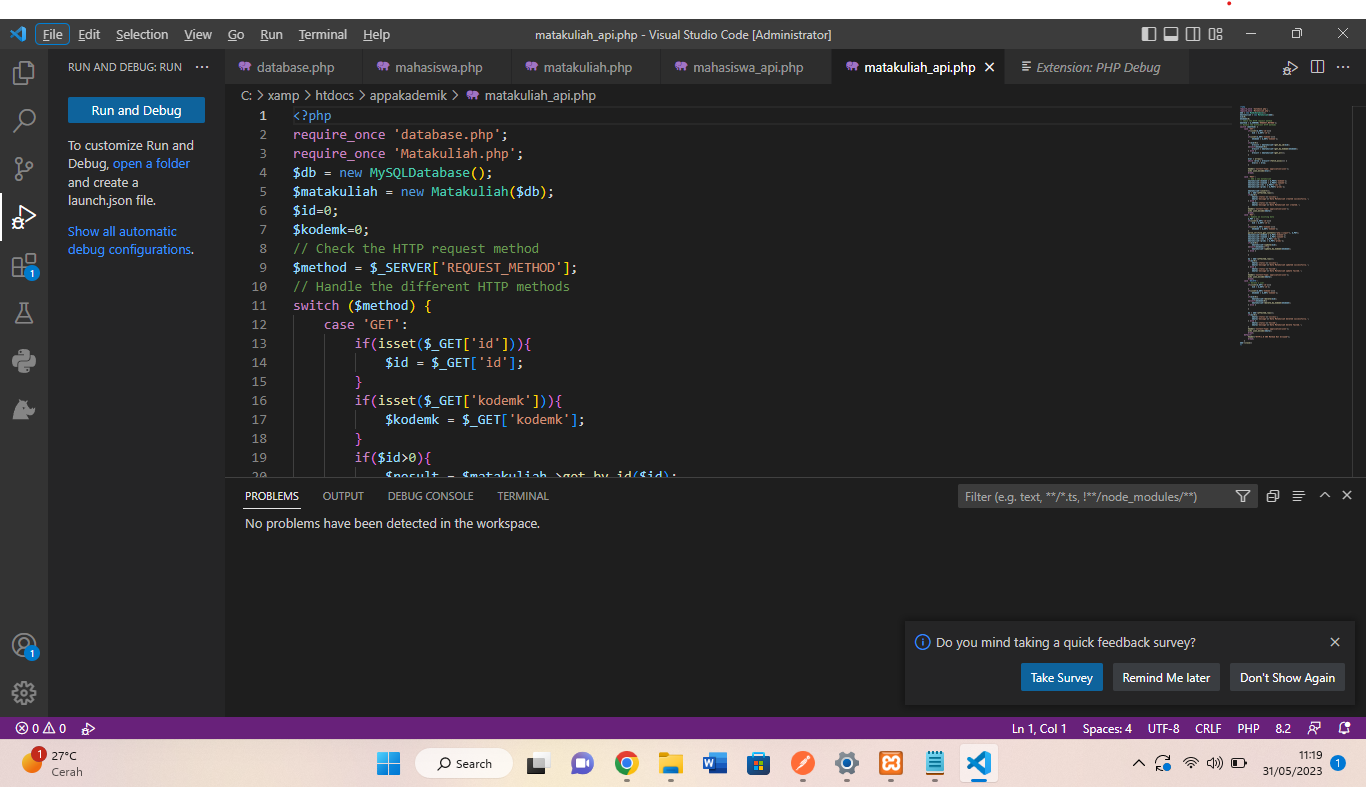 File Edit Selection View Go Run Terminal Help
matakuliah_api.php - Visual Studio Code [Administrator]
RUN AND DEBUG: RUN ···
database.php
mahasiswa.php
matakuliah.php
mahasiswa_api.php
matakuliah_api.php
Extension: PHP Debug
C: > xamp > htdocs > appakademik > matakuliah_api.php
Run and Debug
To customize Run and
Debug, open a folder
and create a
launch.json file.
Show all automatic
debug configurations.
1 <?php
2 require_once 'database.php';
3 require_once 'Matakuliah.php';
4 $db = new MySQLDatabase();
5 $matakuliah = new Matakuliah($db);
6 $id=0;
7 $kodemk=0;
8 // Check the HTTP request method
9 $method = $_SERVER['REQUEST_METHOD'];
10 // Handle the different HTTP methods
11 switch ($method) {
12 case 'GET':
13 if(isset($_GET['id'])){
14 $id = $_GET['id'];
15 }
16 if(isset($_GET['kodemk'])){
17 $kodemk = $_GET['kodemk'];
18 }
19 if($id>0){
20 $result = $matakuliah->get_by_id($id);
PROBLEMS OUTPUT DEBUG CONSOLE TERMINAL
Filter (e.g. text, **/*.ts, !**/node_modules/**)
No problems have been detected in the workspace.
1
1
Do you mind taking a quick feedback survey?
Take Survey
Remind Me later
Don't Show Again
0 0
Ln 1, Col 1 Spaces: 4 UTF-8 CRLF PHP 8.2
1
27°C
Cerah
Search
11:19
31/05/2023
1